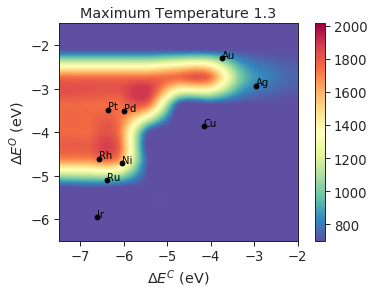 Maximum Temperature 1.3
2000
1800
1600
1400
1200
1000
800
−2
−3
−4
−5
−6
ΔE^O (eV)
Au
Ag
Pt
Pd
Cu
Rh
Ni
Ru
Ir
−7 −6 −5 −4 −3 −2
ΔE^C (eV)